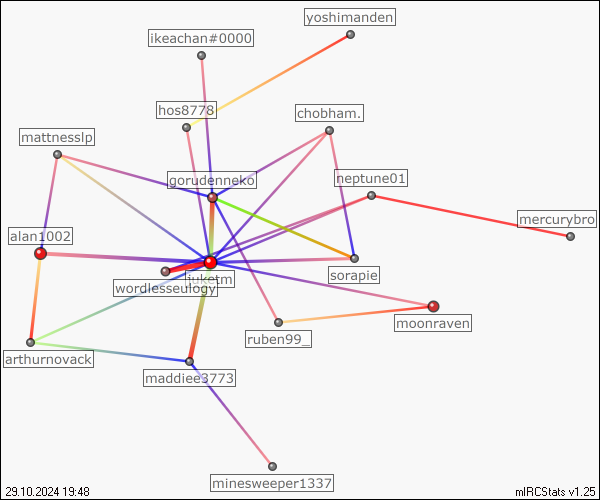 yoshimanden
ikeachan#0000
hos8778
chobham.
mattnesslp
gorudenneko
neptune01
mercurybro
alan1002
juketm
sorapie
wordlesseulogy
moonraven
ruben99_
arthurnovack
maddiee3773
minesweeper1337
29.10.2024 19:48
mIRCStats v1.25